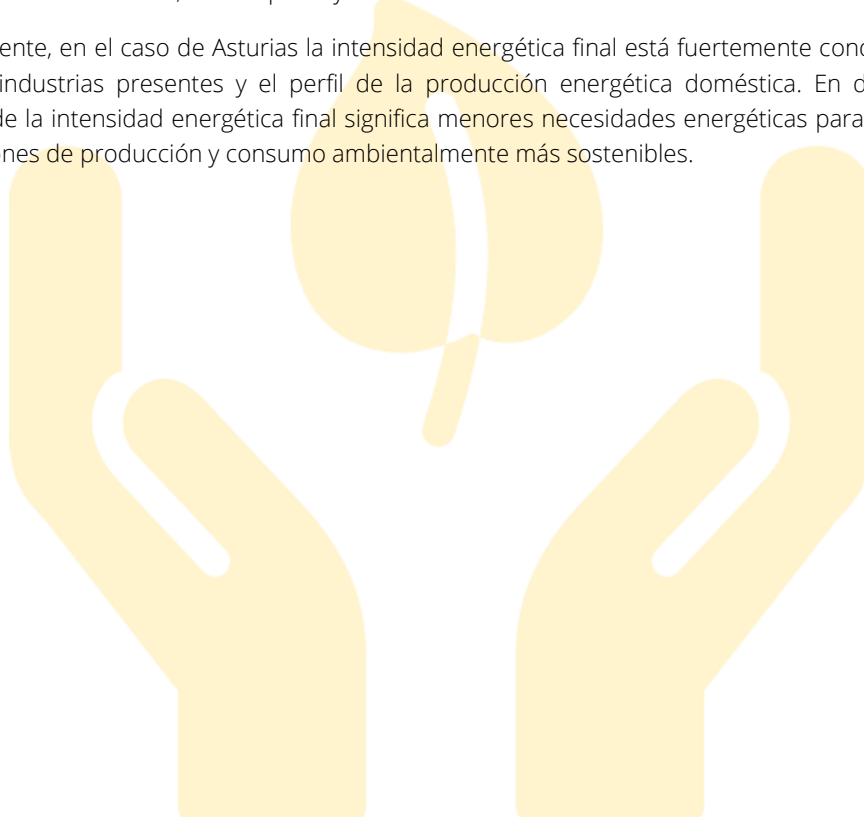 ente, en el caso de Asturias la intensidad energética final está fuertemente con
industrias presentes y el perfil de la producción energética doméstica. En d
de la intensidad energética final significa menores necesidades energéticas para
ones de producción y consumo ambientalmente más sostenibles.